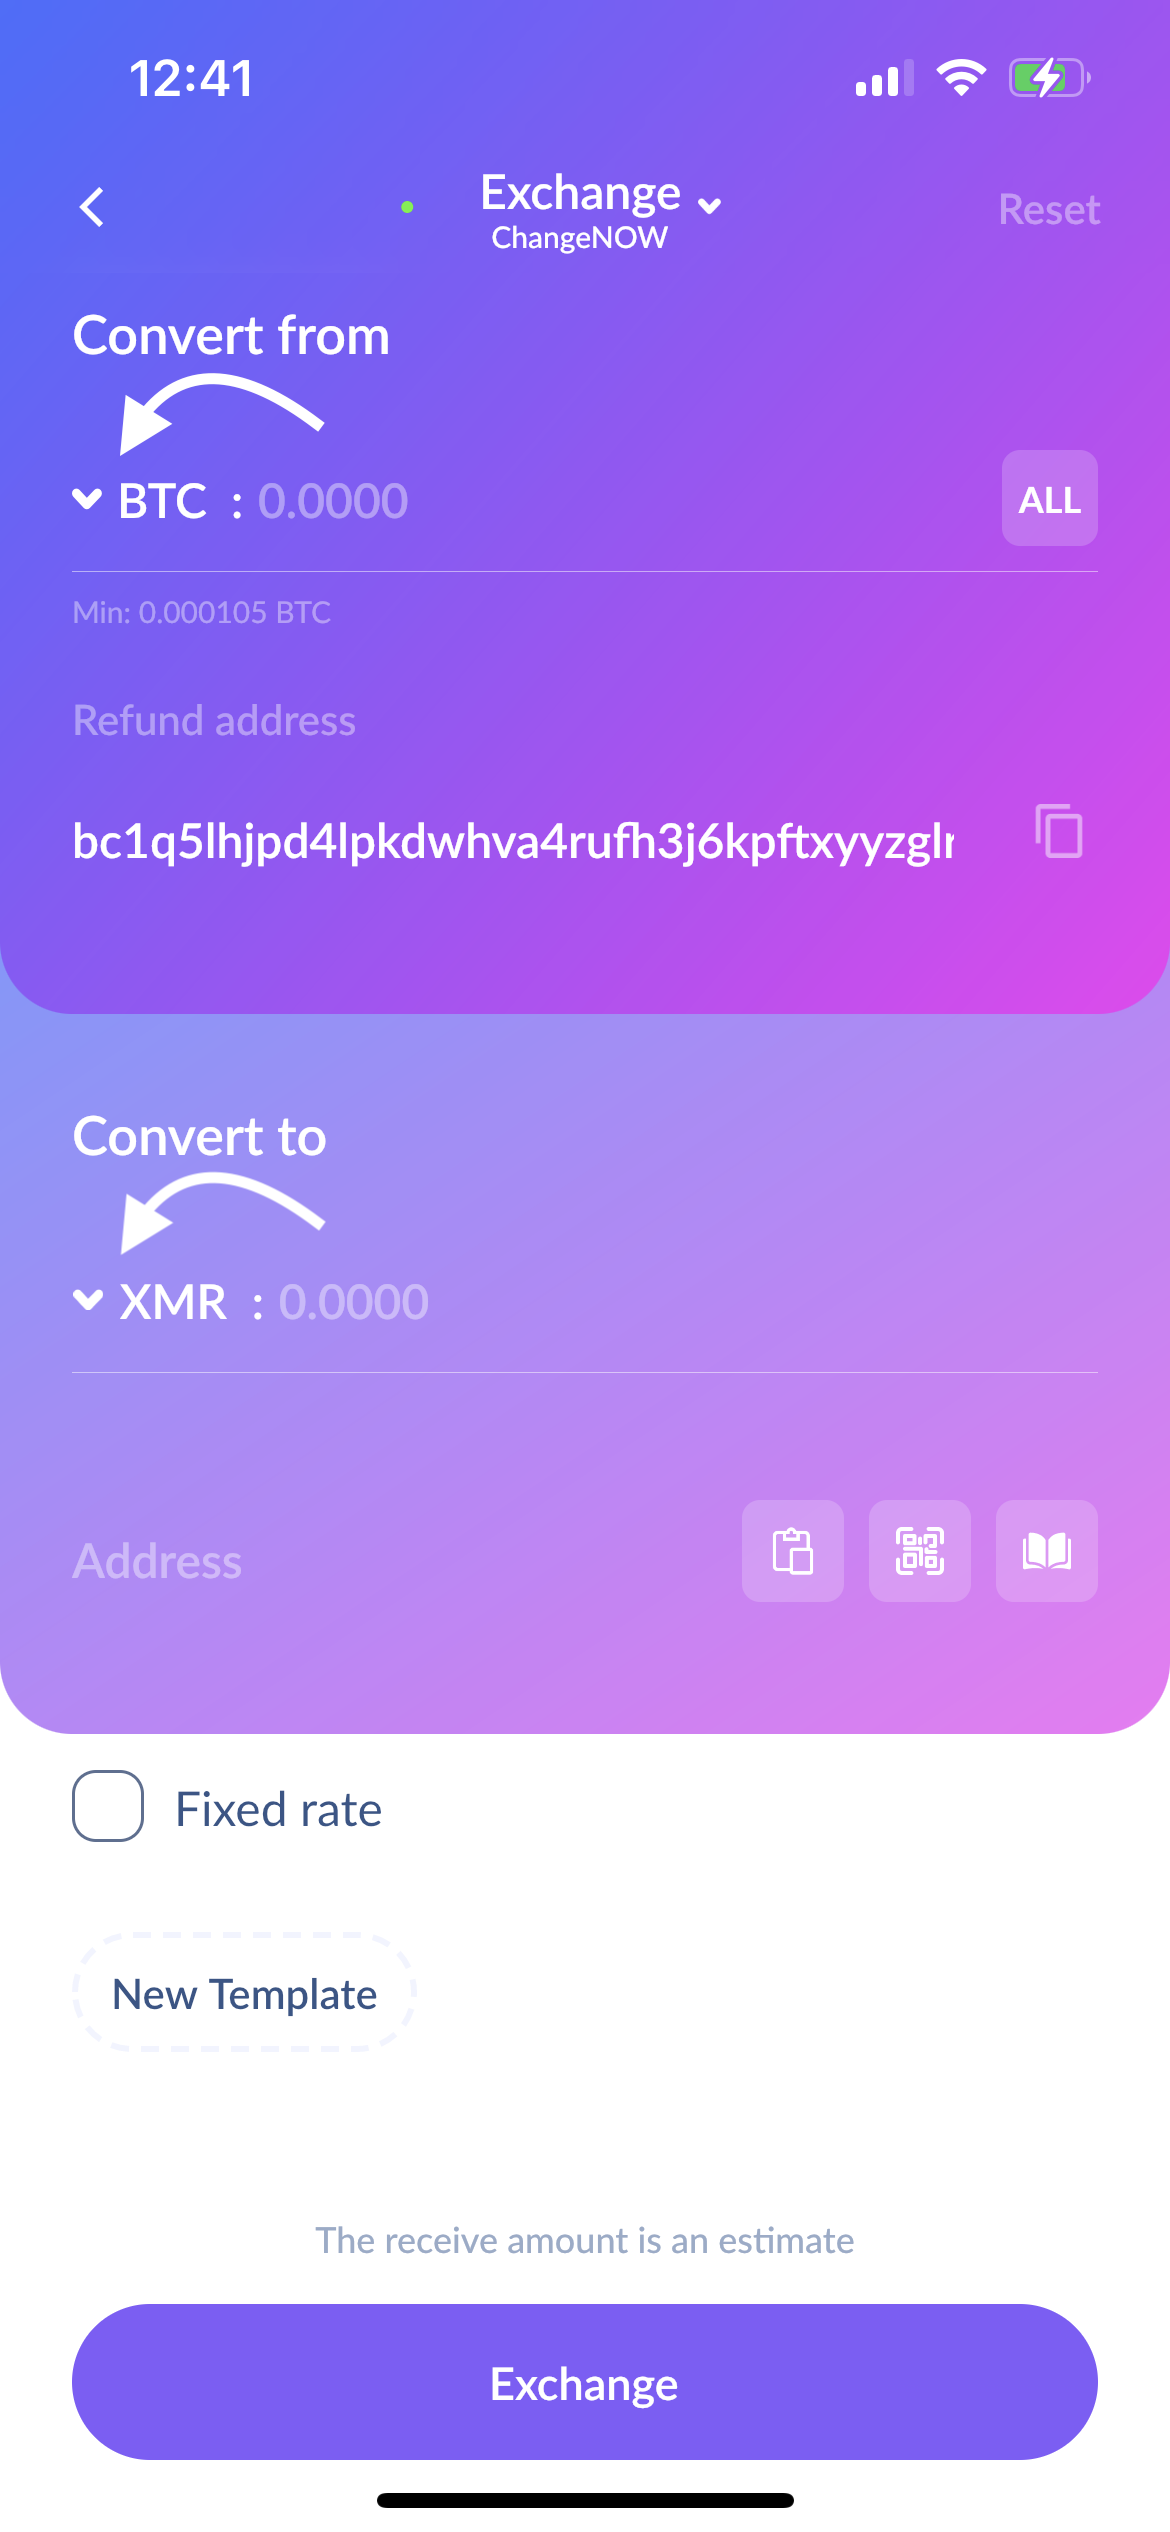 12:41
Exchange
ChangeNOW
Reset
Convert from
BTC : 0.0000
ALL
Min: 0.000105 BTC
Refund address
bc1q5lhjpd4lpkdwhva4rufh3j6kpftxyyzglr
Convert to
XMR : 0.0000
Address
Fixed rate
New Template
The receive amount is an estimate
Exchange